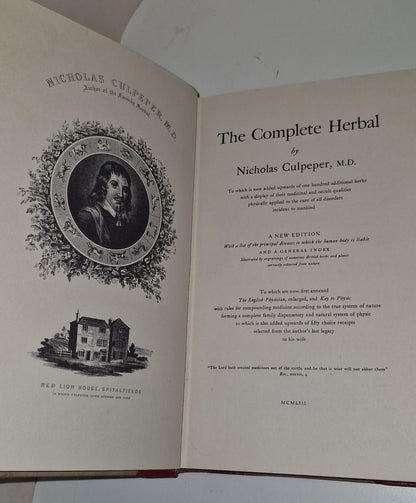 NICHOLAS CULPEPER, M.D.
Author of the Family Herbal.
RED LION HOUSE, SPITALFIELDS
The Complete Herbal
by
Nicholas Culpeper, M.D.
To which is now added upwards of one hundred additional herbs
with a display of their medicinal and occult qualities
physically applied to the cure of all disorders
incident to mankind
A NEW EDITION
With a list of the principal diseases to which the human body is liable
AND A GENERAL INDEX
Illustrated by engravings of numerous British herbs and plants
correctly coloured from nature
To which are now first annexed
The English Physician, enlarged, and Key to Physic
with rules for compounding medicine according to the true system of nature
forming a complete family dispensatory and natural system of physic
to which is also added upwards of fifty choice receipts
selected from the author's last legacy
to his wife
"The Lord hath created medicines out of the earth, and he that is wise will not abhor them"
MCMLIII